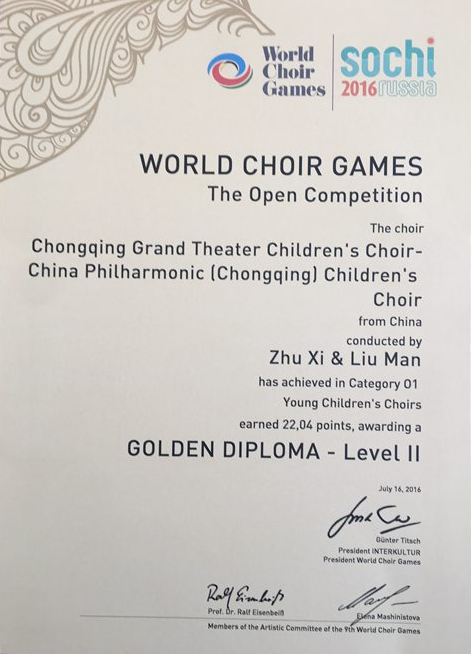 World
Choir
Games
sochi
2016 russia
WORLD CHOIR GAMES
The Open Competition
The choir
Chongqing Grand Theater Children's Choir-
China Philharmonic (Chongqing) Children's
Choir
from China
conducted by
Zhu Xi & Liu Man
has achieved in Category O1
Young Children's Choirs
earned 22,04 points, awarding a
GOLDEN DIPLOMA - Level II
July 16, 2016
Günter Titsch
President INTERKULTUR
President World Choir Games
Ralf Eisenbeiß
Prof. Dr. Ralf Eisenbeiß
Elena Mashinistova
Members of the Artistic Committee of the 9th World Choir Games